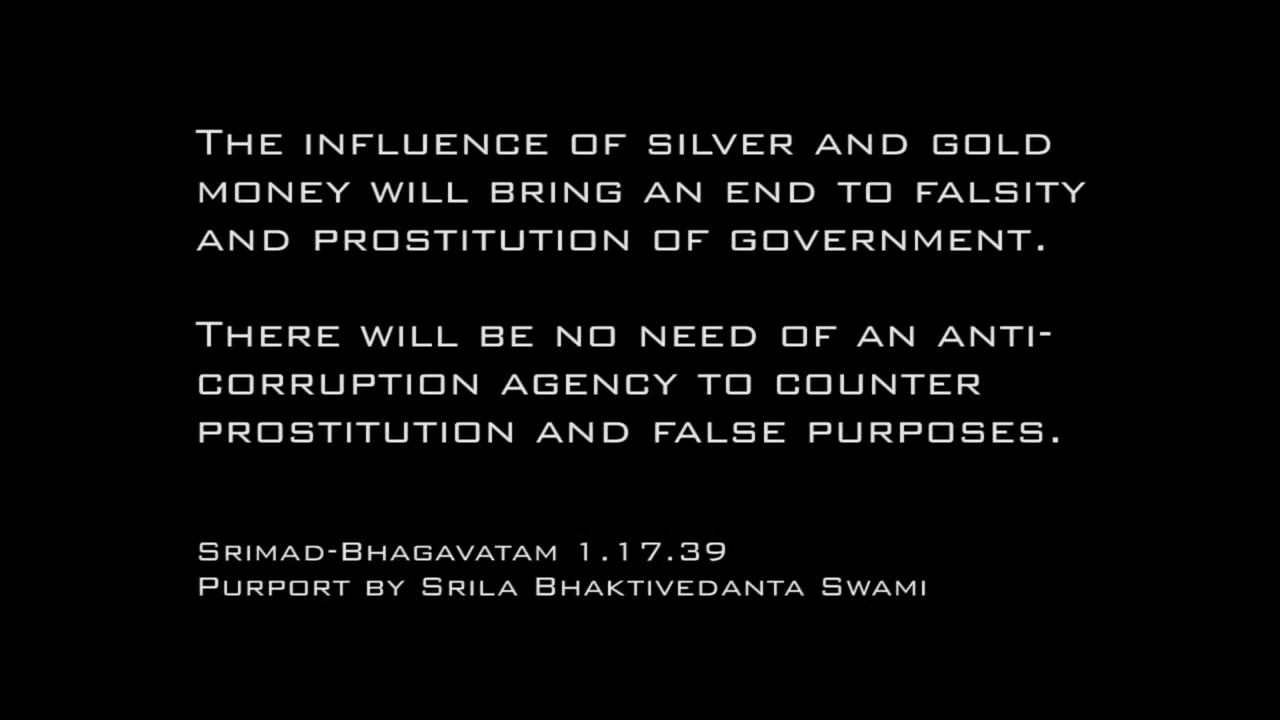 The influence of silver and gold
money will bring an end to falsity
and prostitution of government.
There will be no need of an anti-
corruption agency to counter
prostitution and false purposes.
Srimad-Bhagavatam 1.17.39
Purport by Srila Bhaktivedanta Swami